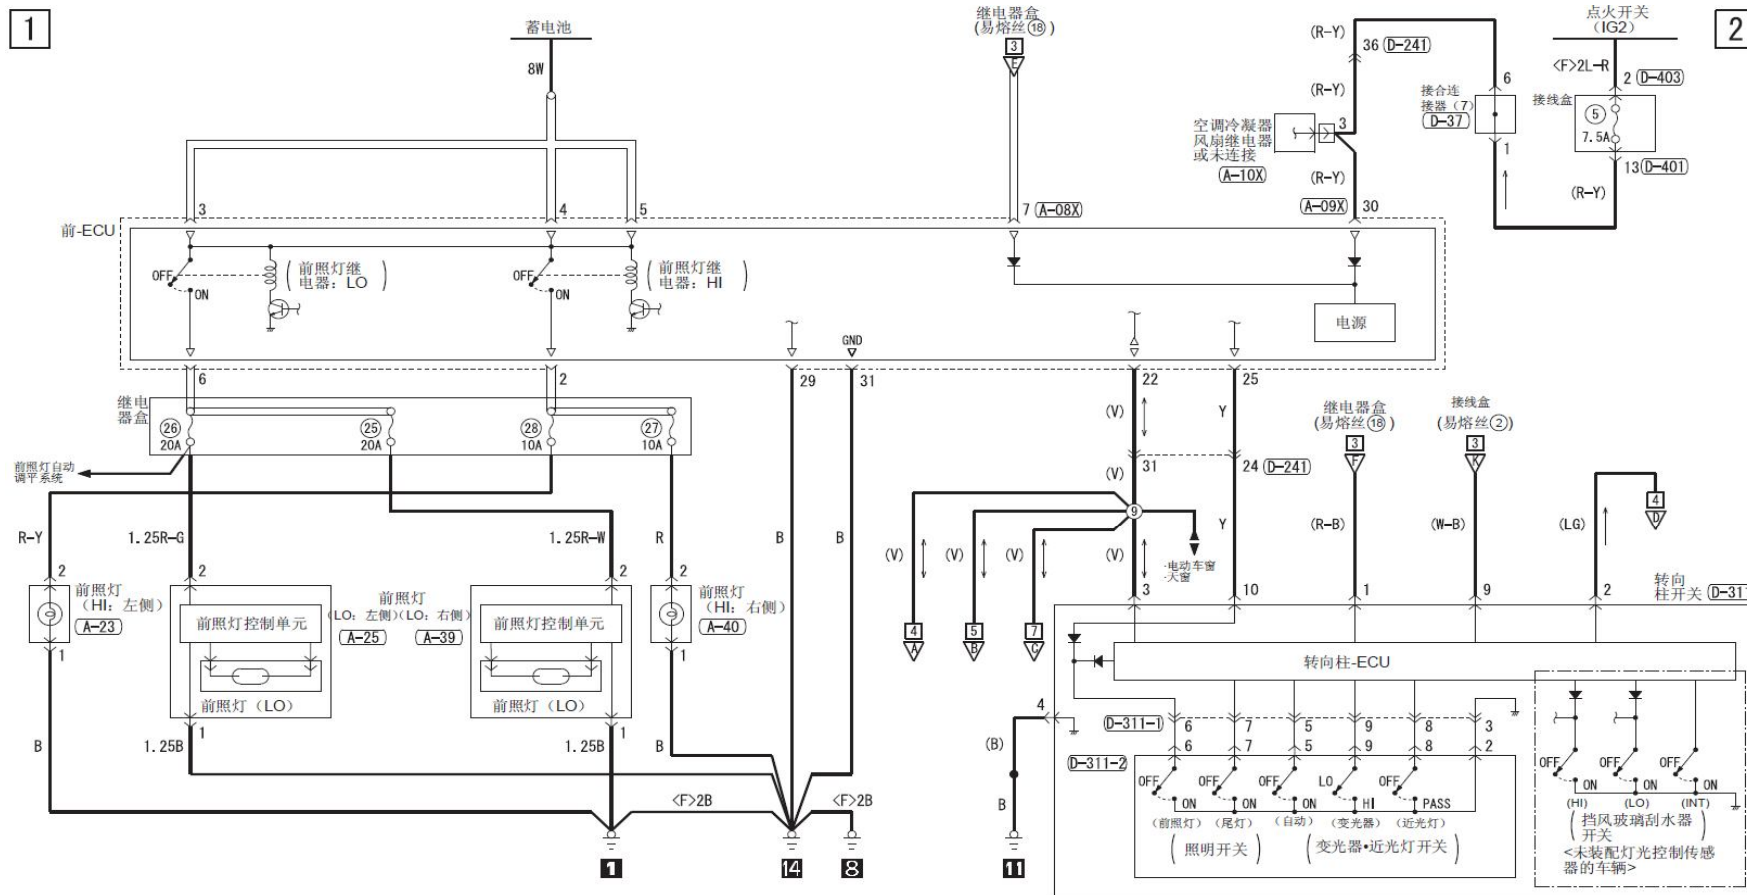 1
蓄电池
8W
继电器盒
(易熔丝⑱)
3
E
(R-Y)
36 (D-241)
(R-Y)
空调冷凝器
风扇继电器
或未连接
(A-10X)
3
(R-Y)
(A-09X) 30
接合连
接器(7)
(D-37)
6
1
点火开关
(IG2)
<F>2L-R
2 (D-403)
接线盒
⑤
7.5A
13 (D-401)
(R-Y)
2
前-ECU
3
4
5
7 (A-08X)
OFF
ON
(前照灯继
电器: LO)
OFF
ON
(前照灯继
电器: HI)
电源
GND
6
2
29
31
22
25
继电
器盒
㉖
20A
㉕
20A
㉘
10A
㉗
10A
前照灯自动
调平系统
R-Y
1.25R-G
1.25R-W
R
B
B
(V)
Y
31
24 (D-241)
(V)
9
(V)
(V)
(V)
(V)
Y
·电动车窗
·天窗
继电器盒
(易熔丝⑱)
3
F
(R-B)
接线盒
(易熔丝②)
3
K
(W-B)
(LG)
4
D
2
前照灯
(HI: 左侧)
(A-23)
1
2
前照灯控制单元
前照灯(LO)
1
前照灯
(LO: 左侧)(LO: 右侧)
(A-25) (A-39)
2
前照灯控制单元
前照灯(LO)
1
2
前照灯
(HI: 右侧)
(A-40)
1
4
A
5
B
7
C
3
10
1
9
2
转向
柱开关 (D-311
转向柱-ECU
B
1.25B
1.25B
B
<F>2B
<F>2B
1
14
8
4
(B)
B
11
(D-311-1) 6 7 5 9 8 3
(D-311-2) 6 7 5 9 8 2
OFF OFF OFF LO OFF
ON ON ON HI PASS
(前照灯) (尾灯) (自动) (变光器) (近光灯)
(照明开关) (变光器•近光灯开关)
OFF OFF OFF
ON ON ON
(HI) (LO) (INT)
(挡风玻璃刮水器
开关)
<未装配灯光控制传感
器的车辆>